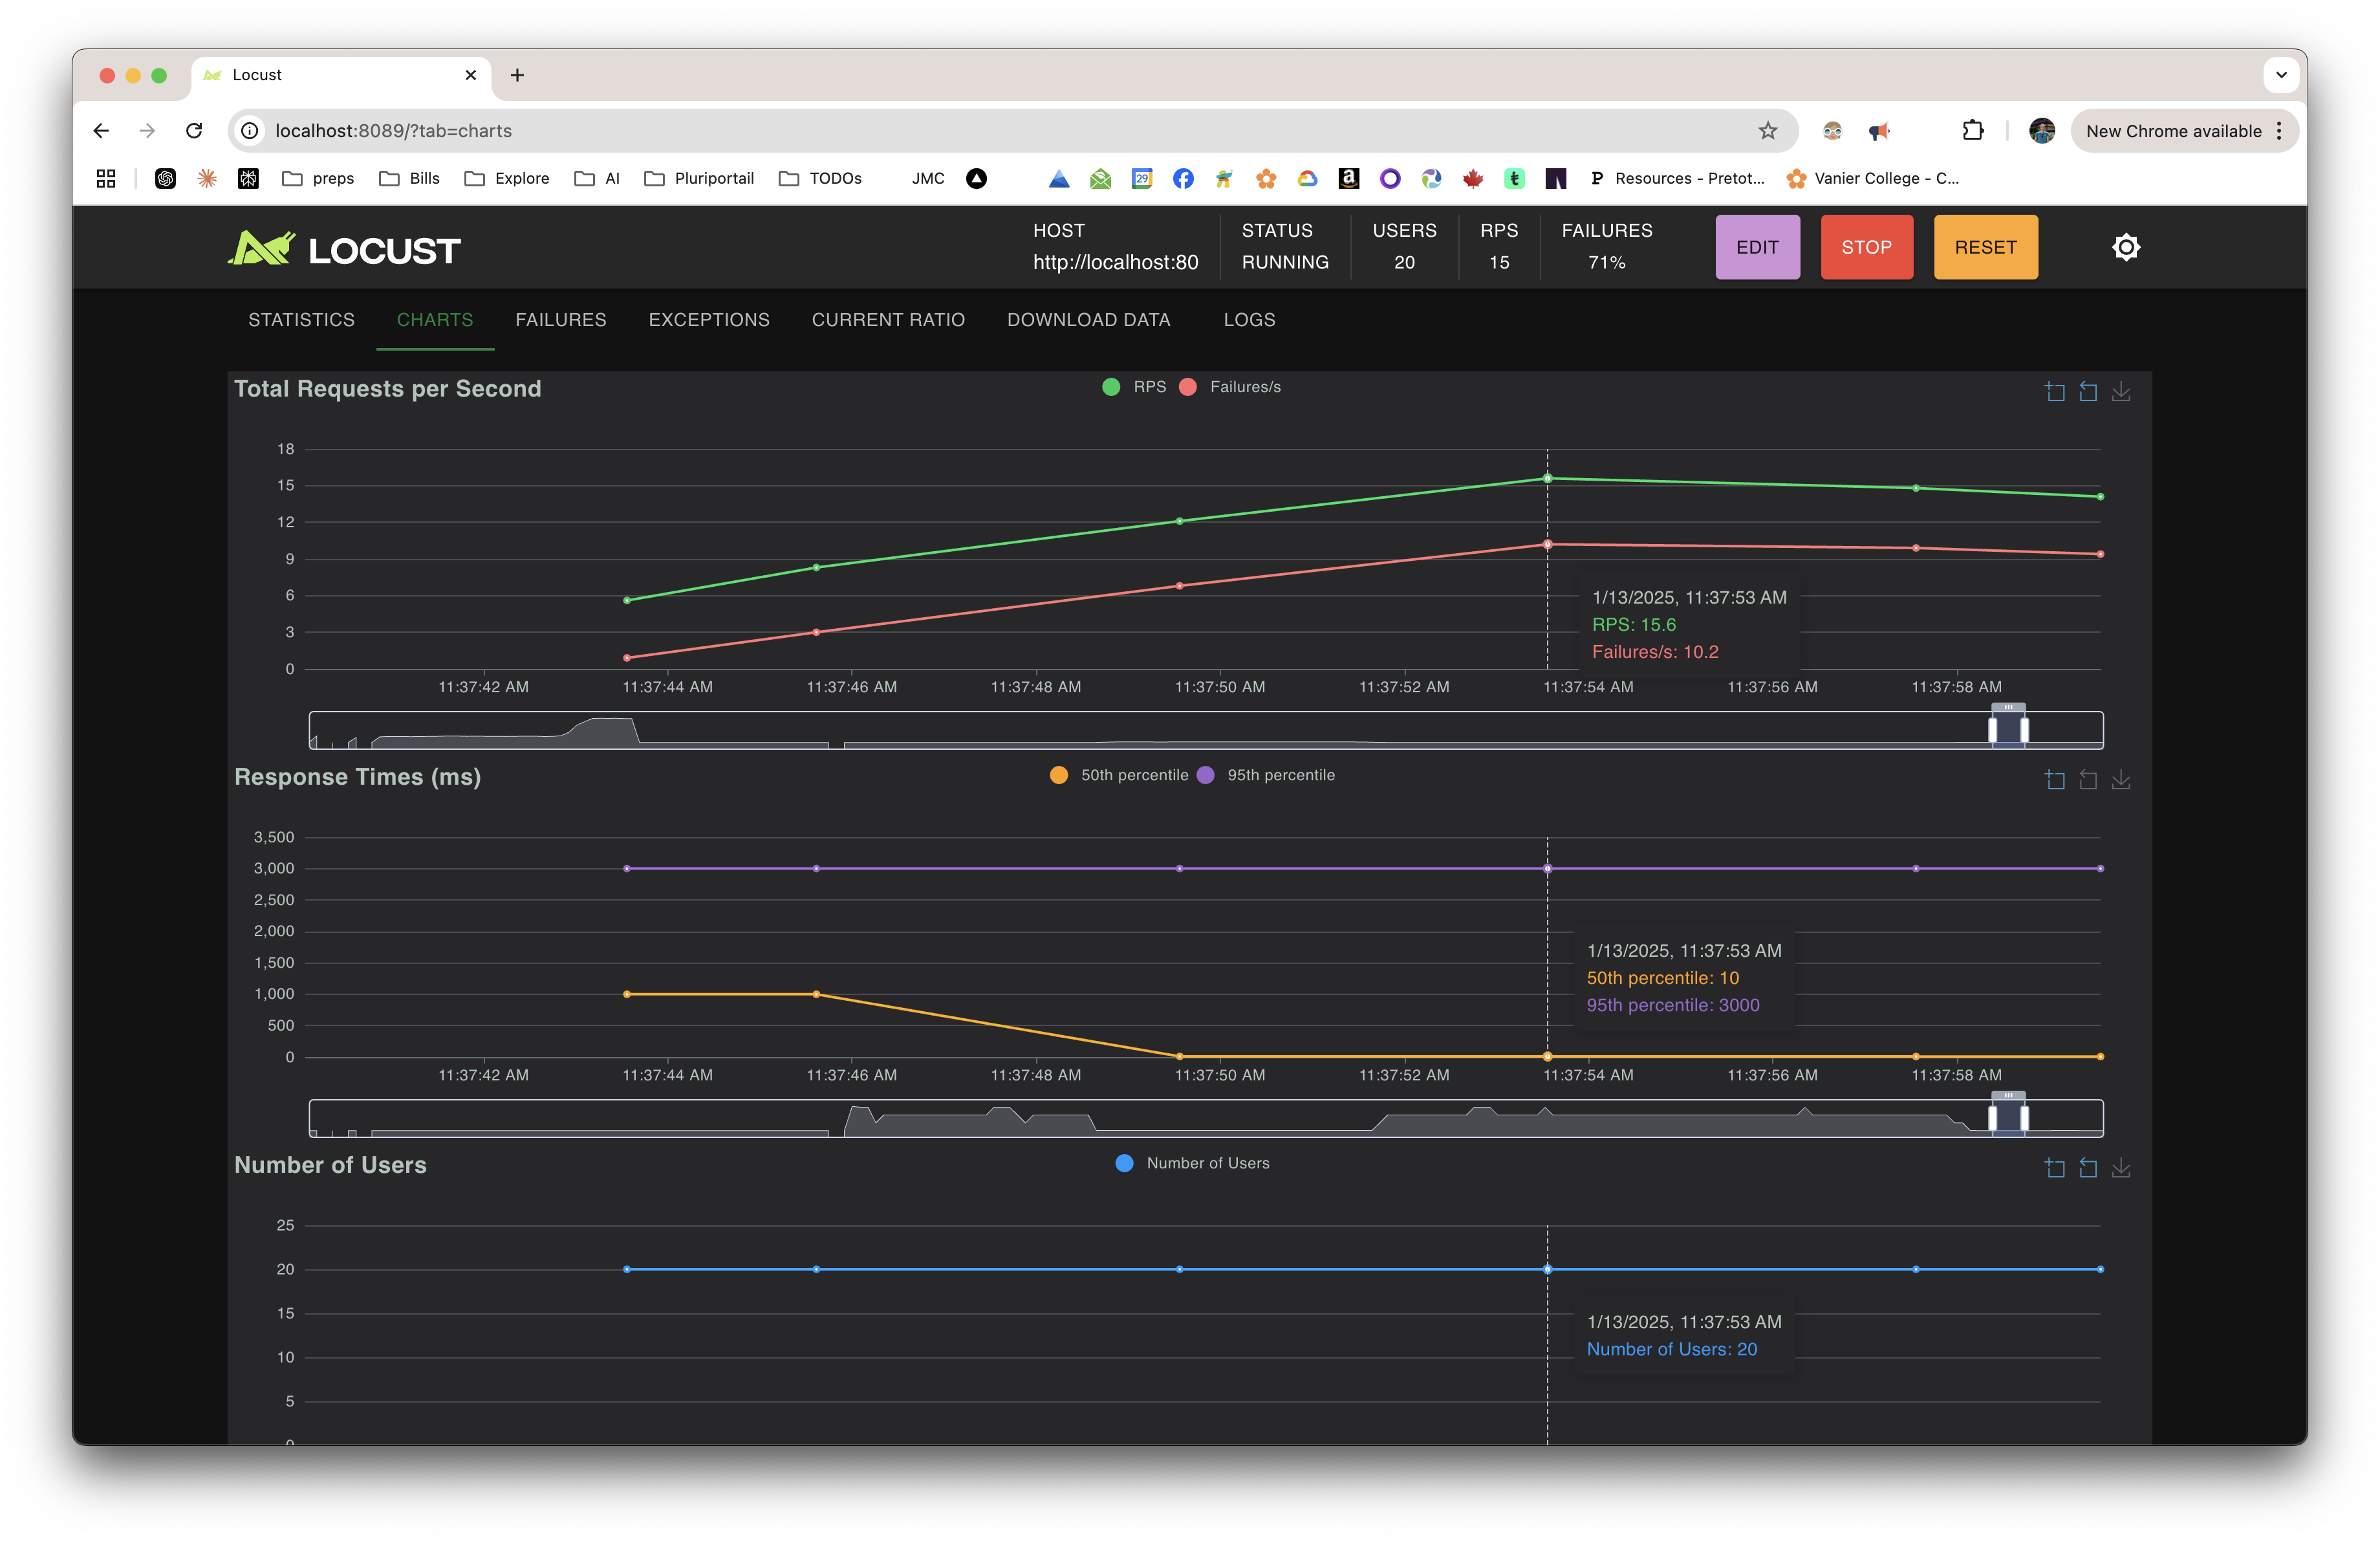 Locust
localhost:8089/?tab=charts
New Chrome available
preps
Bills
Explore
AI
Pluriportail
TODOs
JMC
29
Resources - Pretot...
Vanier College - C...
LOCUST
HOST
http://localhost:80
STATUS
RUNNING
USERS
20
RPS
15
FAILURES
71%
EDIT
STOP
RESET
STATISTICS
CHARTS
FAILURES
EXCEPTIONS
CURRENT RATIO
DOWNLOAD DATA
LOGS
Total Requests per Second
RPS
Failures/s
18
15
12
9
6
3
0
11:37:42 AM
11:37:44 AM
11:37:46 AM
11:37:48 AM
11:37:50 AM
11:37:52 AM
11:37:54 AM
11:37:56 AM
11:37:58 AM
1/13/2025, 11:37:53 AM
RPS: 15.6
Failures/s: 10.2
Response Times (ms)
50th percentile
95th percentile
3,500
3,000
2,500
2,000
1,500
1,000
500
0
11:37:42 AM
11:37:44 AM
11:37:46 AM
11:37:48 AM
11:37:50 AM
11:37:52 AM
11:37:54 AM
11:37:56 AM
11:37:58 AM
1/13/2025, 11:37:53 AM
50th percentile: 10
95th percentile: 3000
Number of Users
Number of Users
25
20
15
10
5
0
1/13/2025, 11:37:53 AM
Number of Users: 20